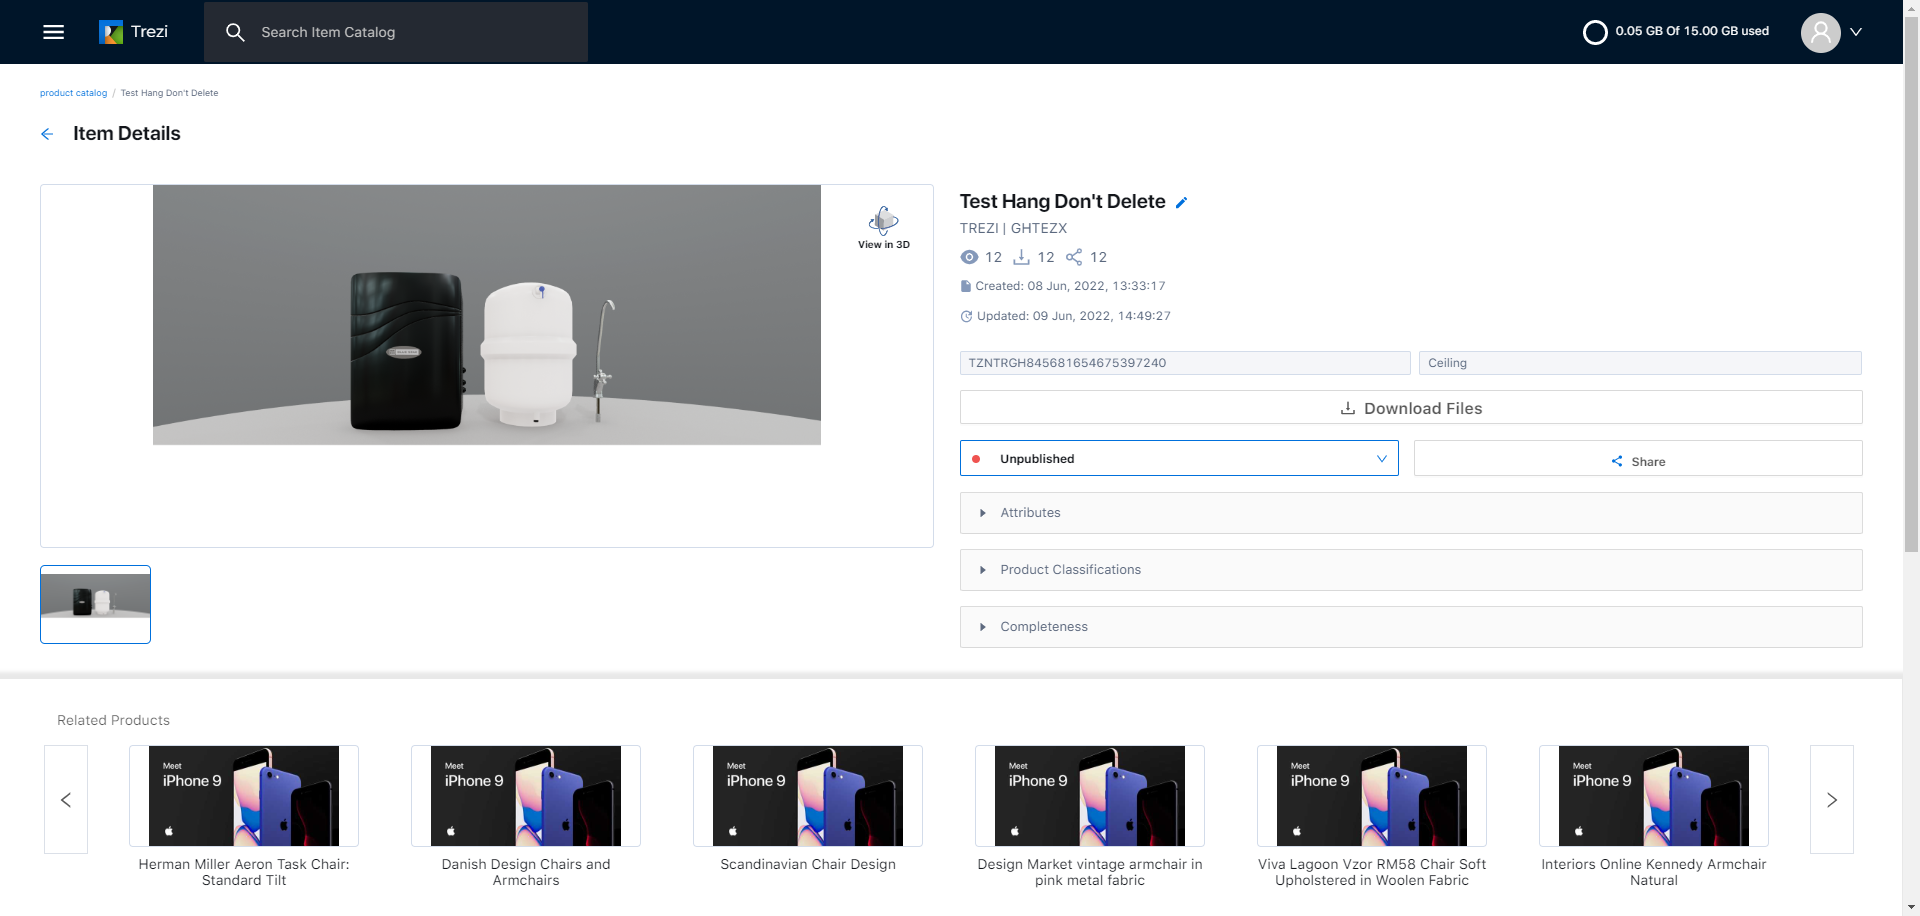 Trezi
Search Item Catalog
0.05 GB Of 15.00 GB used
product catalog / Test Hang Don't Delete
Item Details
View in 3D
Test Hang Don't Delete
TREZI | GHTEZX
12 12 12
Created: 08 Jun, 2022, 13:33:17
Updated: 09 Jun, 2022, 14:49:27
TZNTRGH845681654675397240
Ceiling
Download Files
Unpublished
Share
Attributes
Product Classifications
Completeness
Related Products
Meet
iPhone 9
Meet
iPhone 9
Meet
iPhone 9
Meet
iPhone 9
Meet
iPhone 9
Meet
iPhone 9
Herman Miller Aeron Task Chair:
Standard Tilt
Danish Design Chairs and
Armchairs
Scandinavian Chair Design
Design Market vintage armchair in
pink metal fabric
Viva Lagoon Vzor RM58 Chair Soft
Upholstered in Woolen Fabric
Interiors Online Kennedy Armchair
Natural